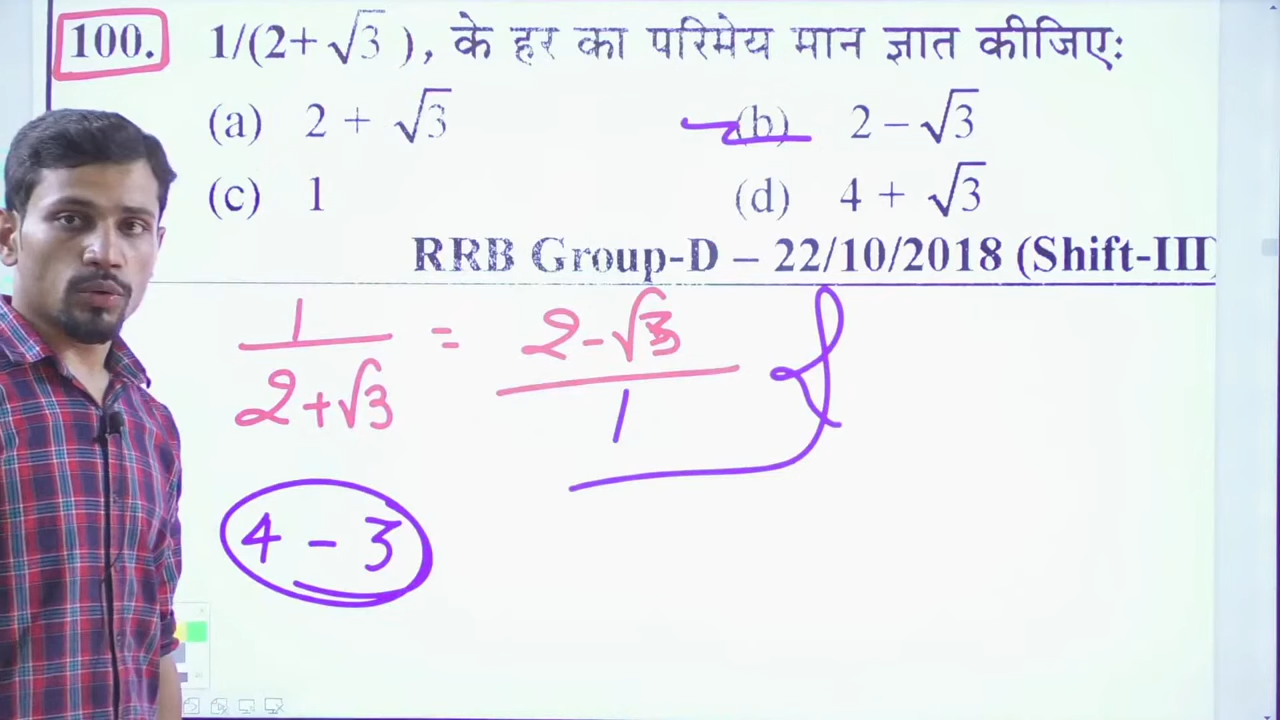 100. 1/(2+ √3 ), के हर का परिमेय मान ज्ञात कीजिएः
(a) 2 + √3 (b) 2 – √3
(c) 1 (d) 4 + √3
RRB Group-D – 22/10/2018 (Shift-III)
1/(2+√3) = (2-√3)/1
4 - 3